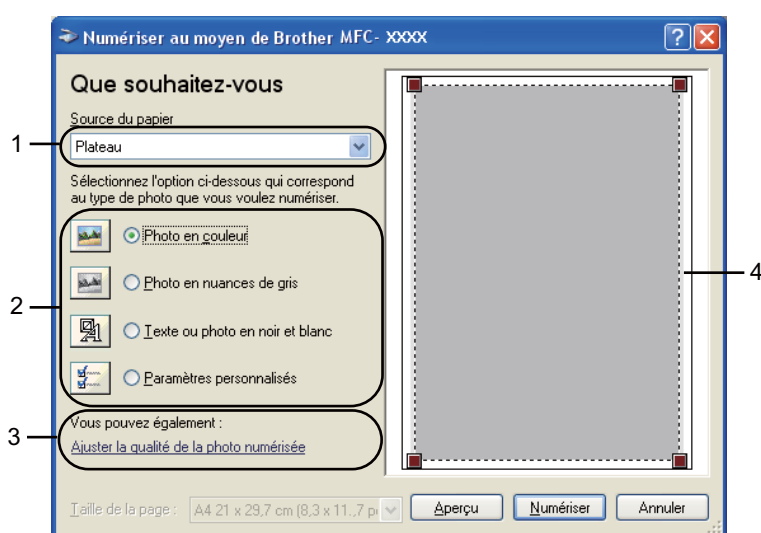 Numériser au moyen de Brother MFC- XXXX
Que souhaitez-vous
Source du papier
1
Plateau
Sélectionnez l'option ci-dessous qui correspond
au type de photo que vous voulez numériser.
Photo en couleur
Photo en nuances de gris
2
Texte ou photo en noir et blanc
Paramètres personnalisés
3
Vous pouvez également :
Ajuster la qualité de la photo numérisée
4
Taille de la page : A4 21 x 29,7 cm (8,3 x 11.,7 p
Aperçu
Numériser
Annuler